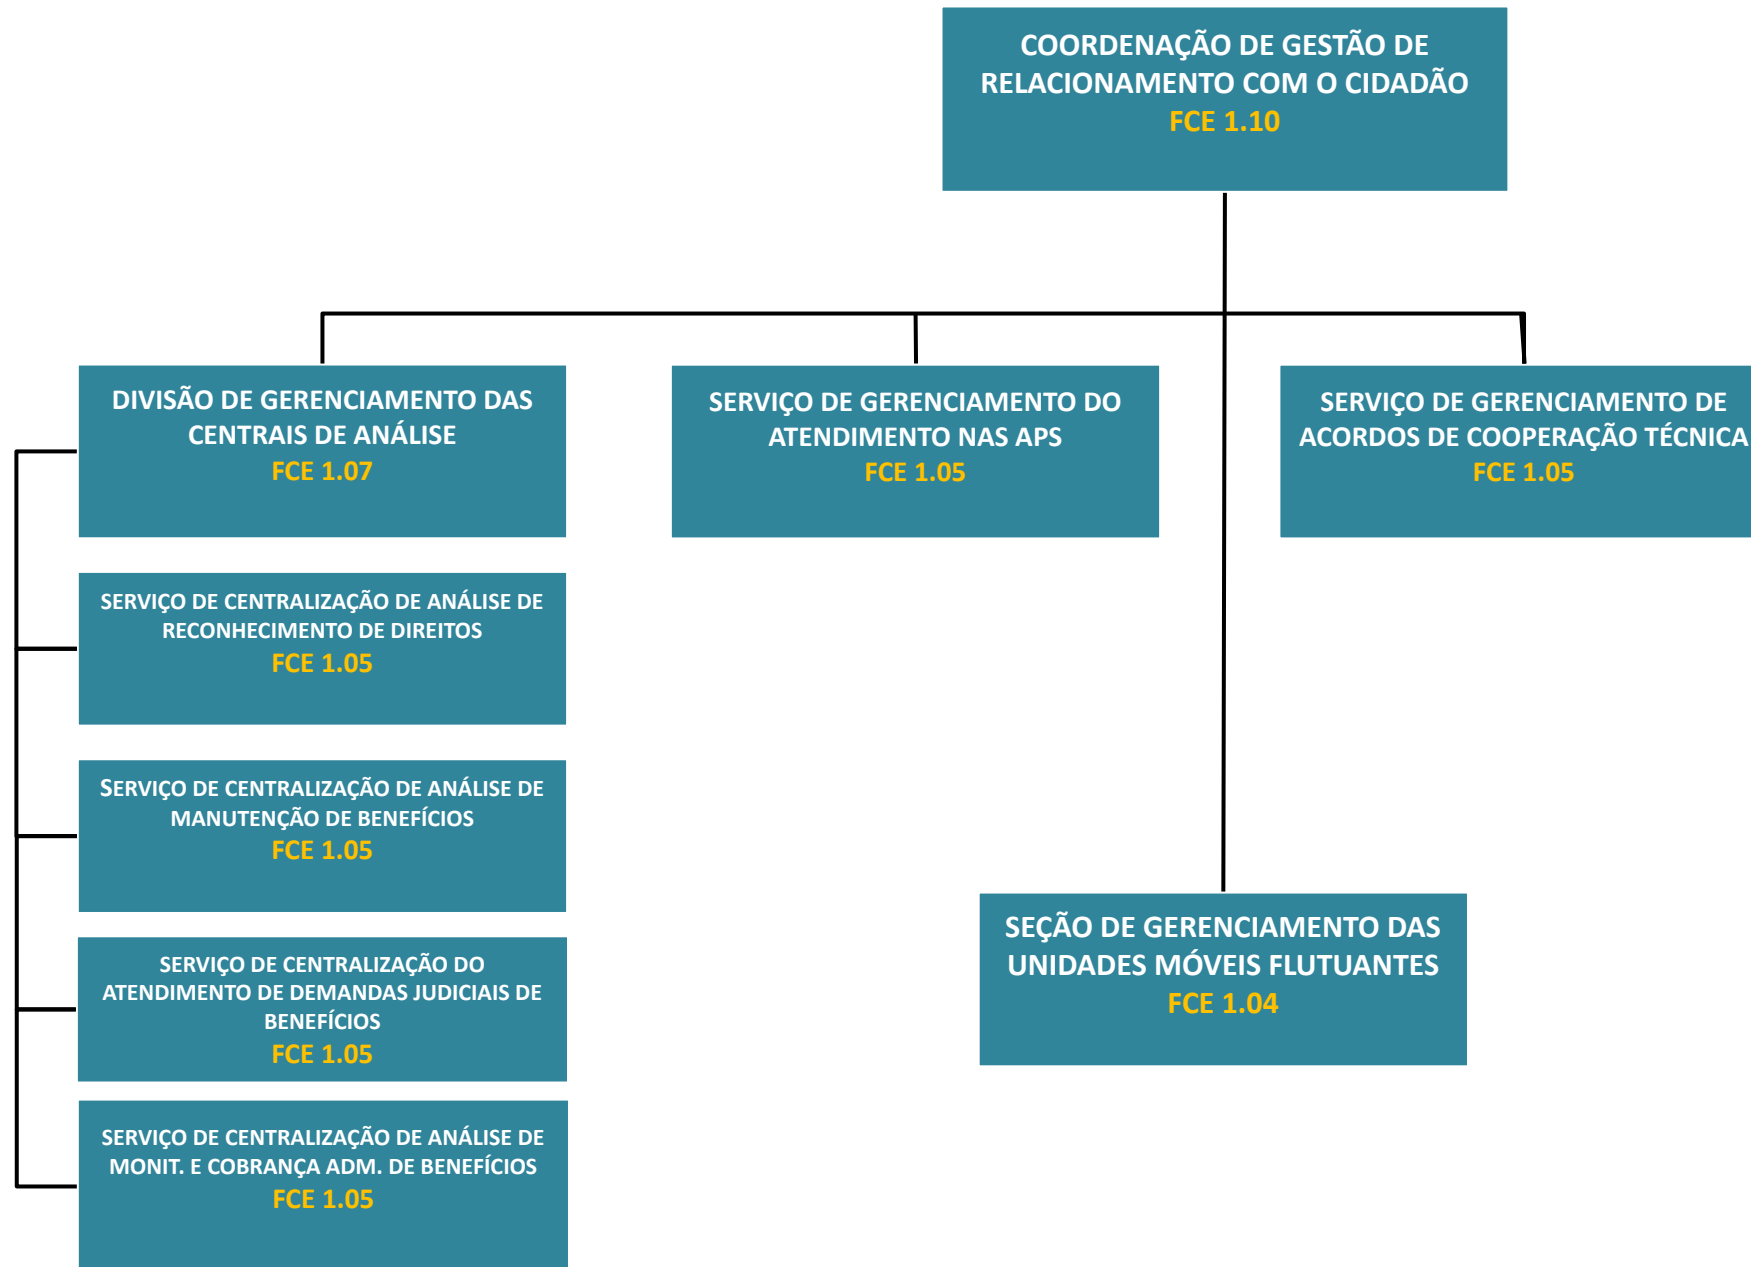 COORDENAÇÃO DE GESTÃO DE
RELACIONAMENTO COM O CIDADÃO
FCE 1.10
DIVISÃO DE GERENCIAMENTO DAS
CENTRAIS DE ANÁLISE
FCE 1.07
SERVIÇO DE GERENCIAMENTO DO
ATENDIMENTO NAS APS
FCE 1.05
SERVIÇO DE GERENCIAMENTO DE
ACORDOS DE COOPERAÇÃO TÉCNICA
FCE 1.05
SERVIÇO DE CENTRALIZAÇÃO DE ANÁLISE DE
RECONHECIMENTO DE DIREITOS
FCE 1.05
SERVIÇO DE CENTRALIZAÇÃO DE ANÁLISE DE
MANUTENÇÃO DE BENEFÍCIOS
FCE 1.05
SERVIÇO DE CENTRALIZAÇÃO DO
ATENDIMENTO DE DEMANDAS JUDICIAIS DE
BENEFÍCIOS
FCE 1.05
SERVIÇO DE CENTRALIZAÇÃO DE ANÁLISE DE
MONIT. E COBRANÇA ADM. DE BENEFÍCIOS
FCE 1.05
SEÇÃO DE GERENCIAMENTO DAS
UNIDADES MÓVEIS FLUTUANTES
FCE 1.04